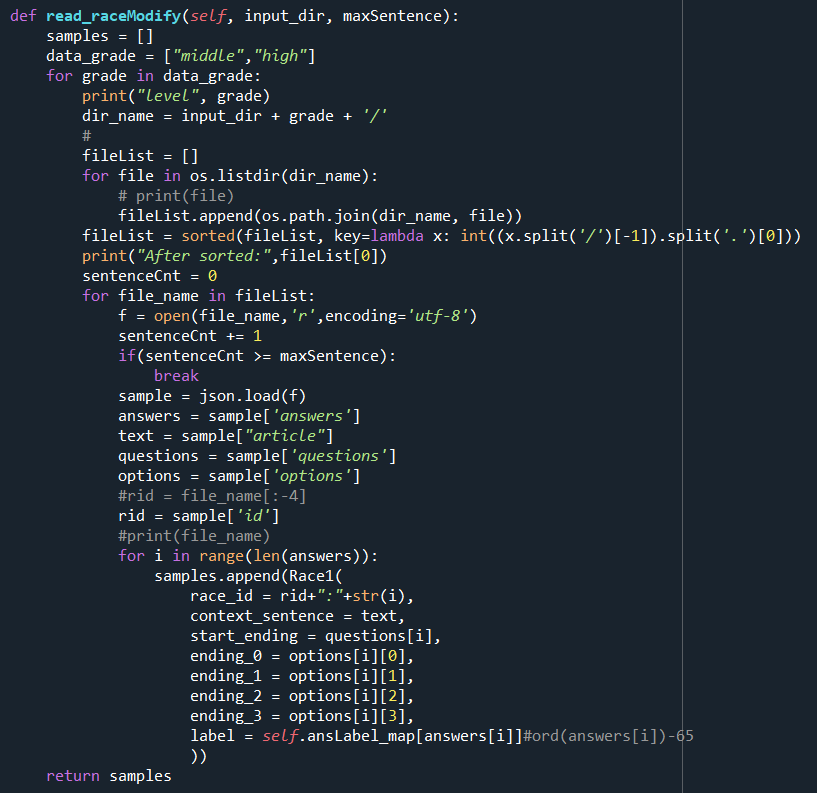 def read_raceModify(self, input_dir, maxSentence):
    samples = []
    data_grade = ["middle","high"]
    for grade in data_grade:
        print("level", grade)
        dir_name = input_dir + grade + '/'
        #
        fileList = []
        for file in os.listdir(dir_name):
            # print(file)
            fileList.append(os.path.join(dir_name, file))
        fileList = sorted(fileList, key=lambda x: int((x.split('/')[-1]).split('.')[0]))
        print("After sorted:",fileList[0])
        sentenceCnt = 0
        for file_name in fileList:
            f = open(file_name,'r',encoding='utf-8')
            sentenceCnt += 1
            if(sentenceCnt >= maxSentence):
                break
            sample = json.load(f)
            answers = sample['answers']
            text = sample["article"]
            questions = sample['questions']
            options = sample['options']
            #rid = file_name[:-4]
            rid = sample['id']
            #print(file_name)
            for i in range(len(answers)):
                samples.append(Race1(
                    race_id = rid+":"+str(i),
                    context_sentence = text,
                    start_ending = questions[i],
                    ending_0 = options[i][0],
                    ending_1 = options[i][1],
                    ending_2 = options[i][2],
                    ending_3 = options[i][3],
                    label = self.ansLabel_map[answers[i]]#ord(answers[i])-65
                    ))
    return samples